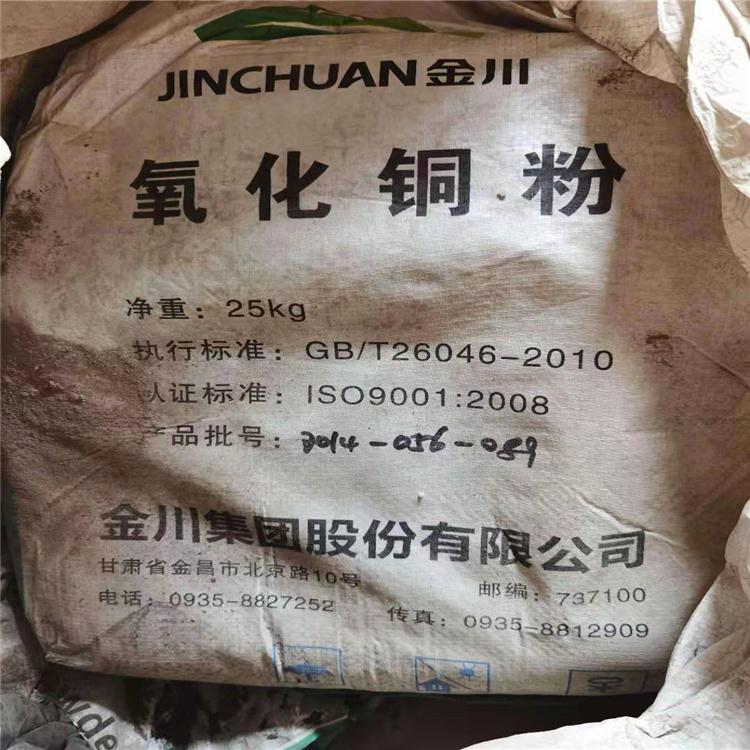 JINCHUAN金川
氧化铜粉
净重：25kg
执行标准：GB/T26046-2010
认证标准：ISO9001:2008
产品批号：2014-056-089
金川集团股份有限公司
甘肃省金昌市北京路10号 邮编：737100
电话：0935-8827252 传真：0935-8812909